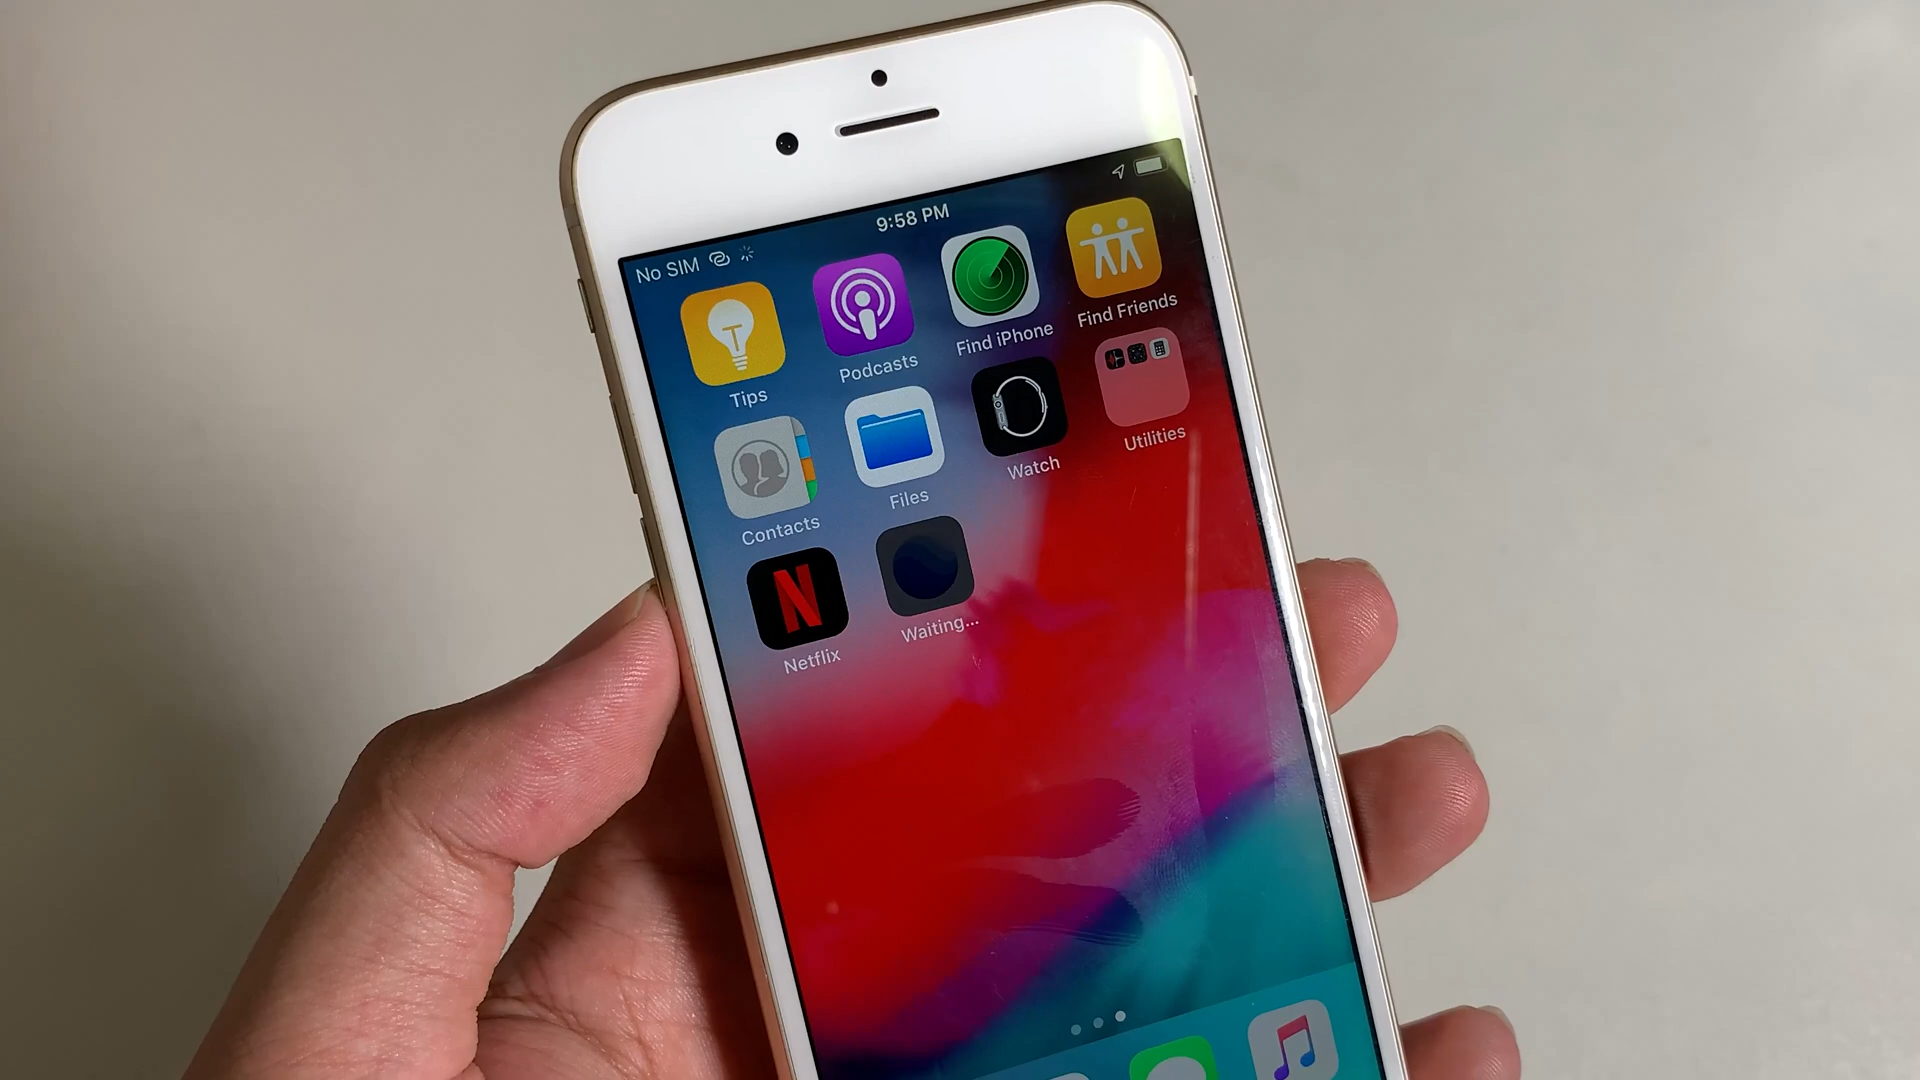 9:58 PM
No SIM
Tips
Podcasts
Find iPhone
Find Friends
Contacts
Files
Watch
Utilities
N
Netflix
Waiting...